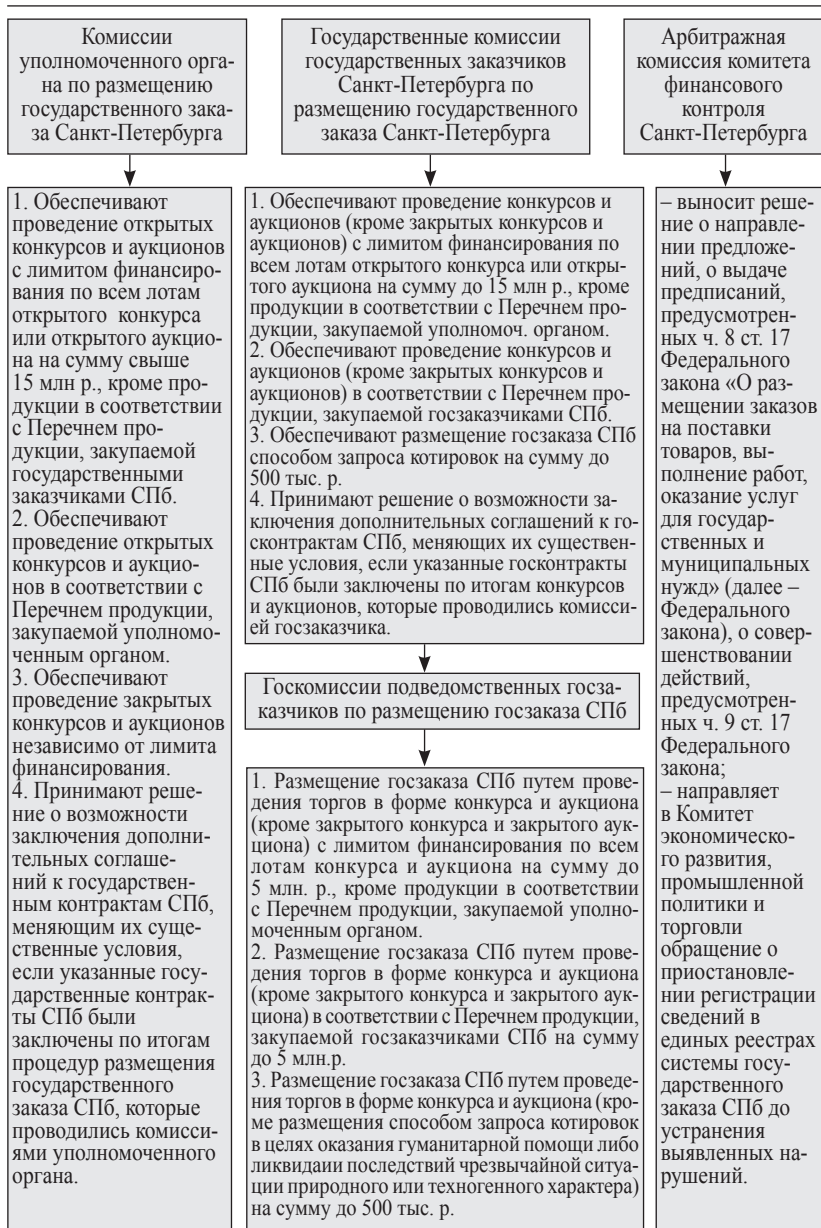 Комиссии
уполномоченного орга-
на по размещению
государственного зака-
за Санкт-Петербурга
1. Обеспечивают
проведение открытых
конкурсов и аукционов
с лимитом финансиро-
вания по всем лотам
открытого конкурса
или открытого аукцио-
на на сумму свыше
15 млн р., кроме про-
дукции в соответствии
с Перечнем про-
дукции, закупаемой
государственными
заказчиками СПб.
2. Обеспечивают
проведение открытых
конкурсов и аукцио-
нов в соответствии с
Перечнем продукции,
закупаемой уполномо-
ченным органом.
3. Обеспечивают
проведение закрытых
конкурсов и аукционов
независимо от лимита
финансирования.
4. Принимают реше-
ние о возможности
заключения дополни-
тельных соглаше-
ний к государствен-
ным контрактам СПб,
меняющим их суще-
ственные условия,
если указанные госу-
дарственные контрак-
ты СПб были
заключены по итогам
процедур размещения
государственного
заказа СПб, которые
проводились комисси-
ями уполномоченного
органа.
Государственные комиссии
государственных заказчиков
Санкт-Петербурга по
размещению государственного
заказа Санкт-Петербурга
1. Обеспечивают проведение конкурсов и
аукционов (кроме закрытых конкурсов и
аукционов) с лимитом финансирования по
всем лотам открытого конкурса или откры-
того аукциона на сумму до 15 млн р., кроме
продукции в соответствии с Перечнем про-
дукции, закупаемой уполномоч. органом.
2. Обеспечивают проведение конкурсов и
аукционов (кроме закрытых конкурсов и
аукционов) в соответствии с Перечнем про-
дукции, закупаемой госзаказчиками СПб.
3. Обеспечивают размещение госзаказа СПб
способом запроса котировок на сумму до
500 тыс. р.
4. Принимают решение о возможности за-
ключения дополнительных соглашений к го-
сконтрактам СПб, меняющих их существен-
ные условия, если указанные госконтракты
СПб были заключены по итогам конкурсов
и аукционов, которые проводились комисси-
ей госзаказчика.
Госкомиссии подведомственных госза-
казчиков по размещению госзаказа СПб
1. Размещение госзаказа СПб путем прове-
дения торгов в форме конкурса и аукциона
(кроме закрытого конкурса и закрытого аук-
циона) с лимитом финансирования по всем
лотам конкурса и аукциона на сумму до
5 млн. р., кроме продукции в соответствии
с Перечнем продукции, закупаемой уполно-
моченным органом.
2. Размещение госзаказа СПб путем прове-
дения торгов в форме конкурса и аукциона
(кроме закрытого конкурса и закрытого аук-
циона) в соответствии с Перечнем продукции,
закупаемой госзаказчиками СПб на сумму
до 5 млн.р.
3. Размещение госзаказа СПб путем проведе-
ния торгов в форме конкурса и аукциона (кро-
ме размещения способом запроса котировок
в целях оказания гуманитарной помощи либо
ликвидаии последствий чрезвычайной ситуа-
ции природного или техногенного характера)
на сумму до 500 тыс. р.
Арбитражная
комиссия комитета
финансового
контроля
Санкт-Петербурга
– выносит реше-
ние о направле-
нии предложе-
ний, о выдаче
предписаний,
предусмотрен-
ных ч. 8 ст. 17
Федерального
закона «О раз-
мещении заказов
на поставки
товаров, вы-
полнение работ,
оказание услуг
для государ-
ственных и
муниципальных
нужд» (далее –
Федерального
закона), о совер-
шенствовании
действий,
предусмотрен-
ных ч. 9 ст. 17
Федерального
закона;
– направляет
в Комитет
экономическо-
го развития,
промышленной
политики и
торговли
обращение о
приостановле-
нии регистрации
сведений в
единых реестрах
системы госу-
дарственного
заказа СПб до
устранения
выявленных на-
рушений.